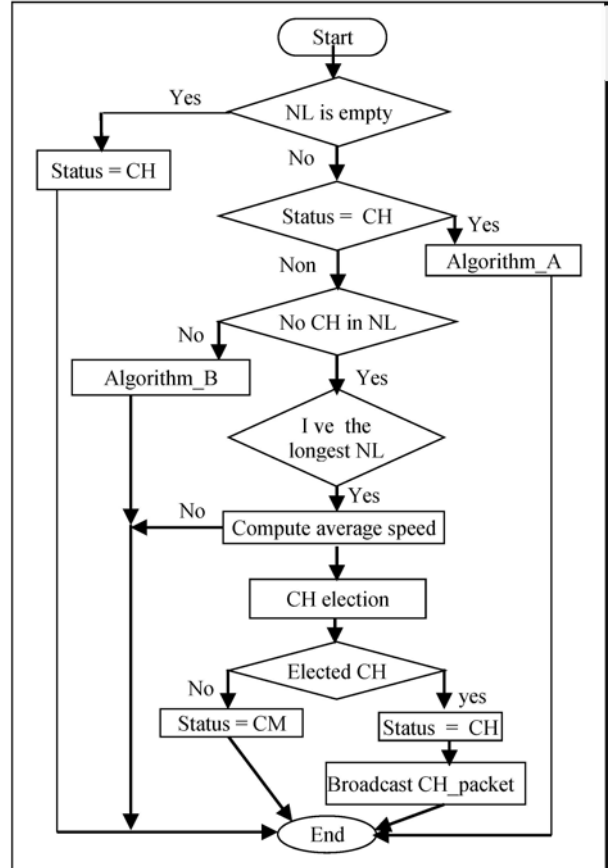 Start
Yes
NL is empty
No
Status = CH
Status = CH
Yes
Non
Algorithm_A
No
No CH in NL
Algorithm_B
Yes
I ve the
longest NL
No
Yes
Compute average speed
CH election
Elected CH
No
yes
Status = CM
Status = CH
Broadcast CH_packet
End